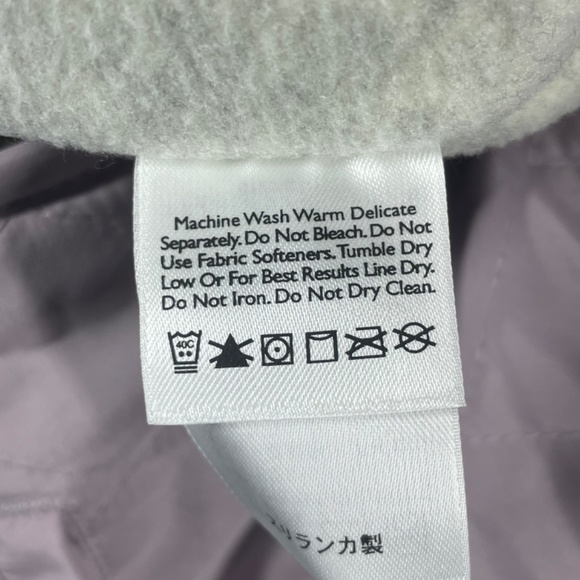 Machine Wash Warm Delicate
Separately. Do Not Bleach. Do Not
Use Fabric Softeners. Tumble Dry
Low Or For Best Results Line Dry.
Do Not Iron. Do Not Dry Clean.
40C
スリランカ製